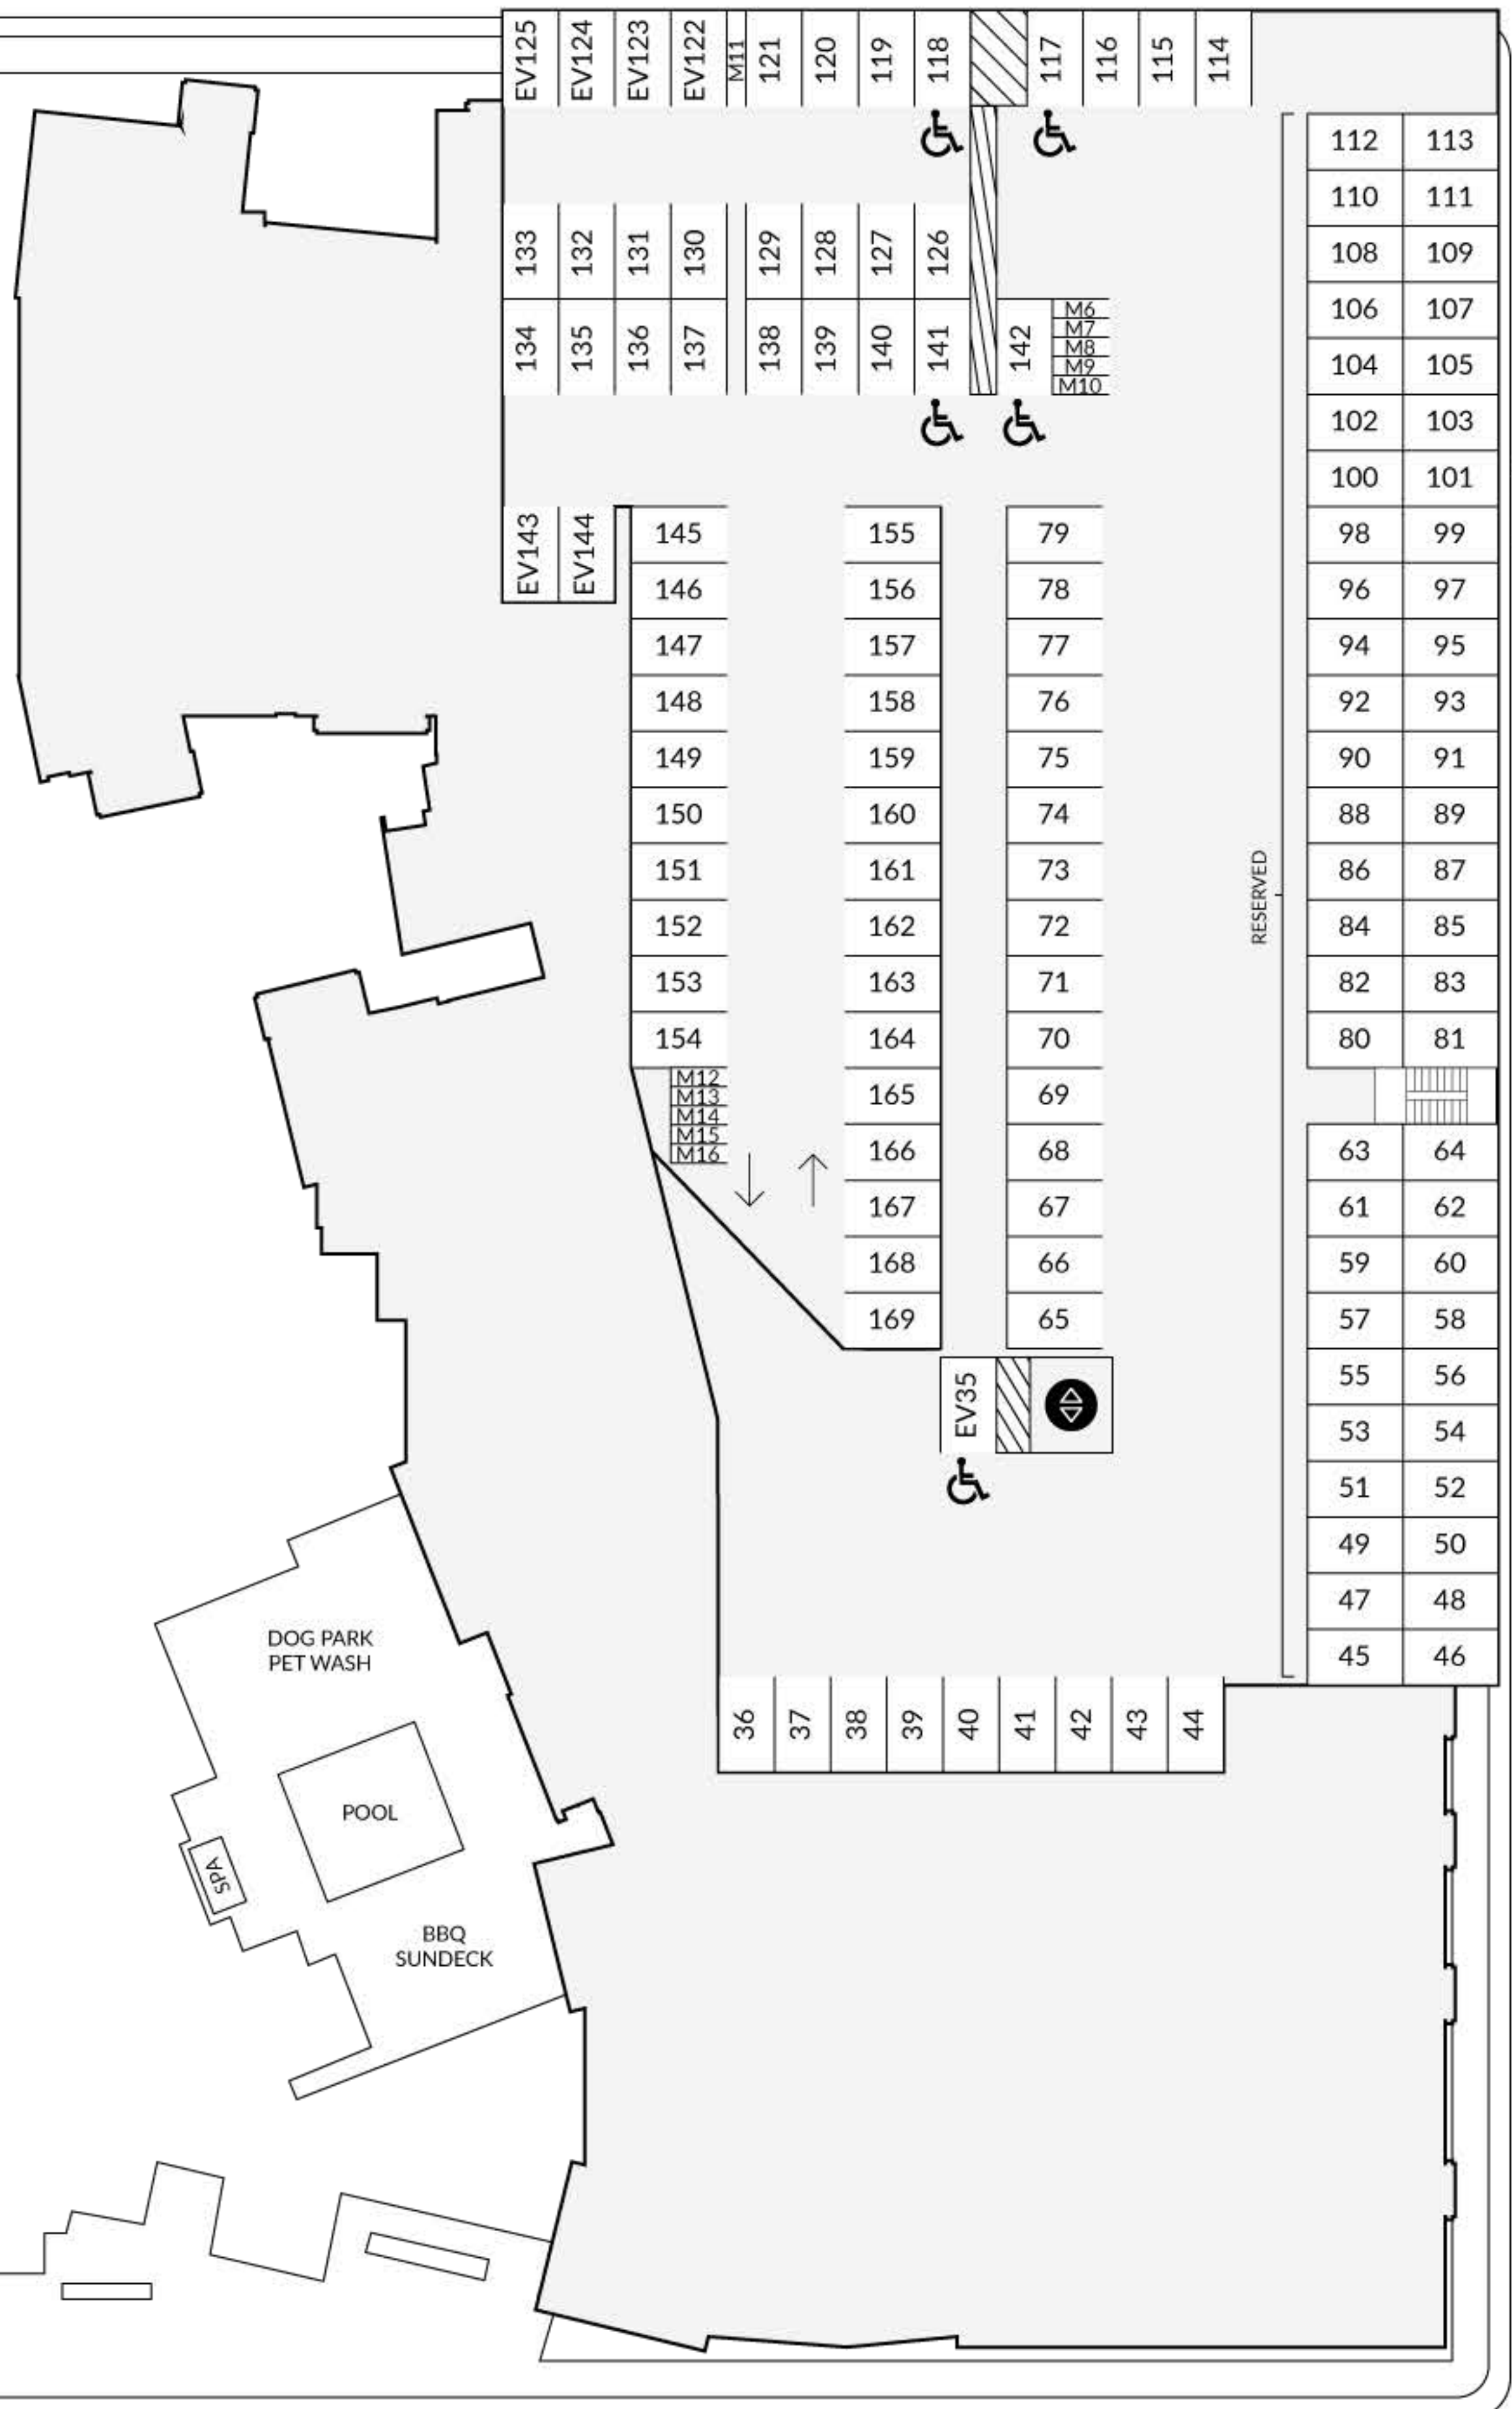 EV125 EV124 EV123 EV122 M11 121 120 119 118 117 116 115 114
112 113
110 111
133 132 131 130 129 128 127 126 108 109
M6 106 107
M7
134 135 136 137 138 139 140 141 142 M8
M9 104 105
M10
102 103
100 101
EV143 EV144 145 155 79 98 99
146 156 78 96 97
147 157 77 94 95
148 158 76 92 93
149 159 75 90 91
150 160 74 88 89
151 161 73 86 87
RESERVED
152 162 72 84 85
153 163 71 82 83
154 164 70 80 81
M12
M13 165 69
M14
M15
M16 166 68 63 64
167 67 61 62
168 66 59 60
169 65 57 58
EV35 55 56
53 54
51 52
49 50
47 48
DOG PARK
PET WASH
45 46
36 37 38 39 40 41 42 43 44
POOL
SPA
BBQ
SUNDECK